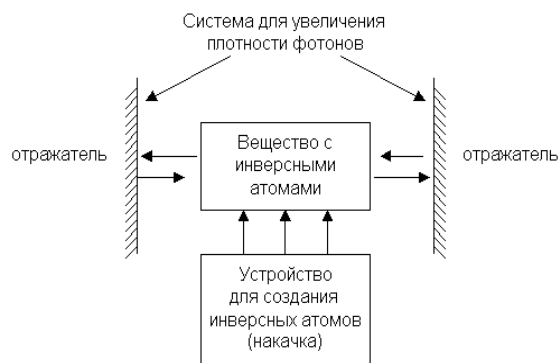 Система для увеличения
плотности фотонов
отражатель
Вещество с
инверсными
атомами
отражатель
Устройство
для создания
инверсных атомов
(накачка)